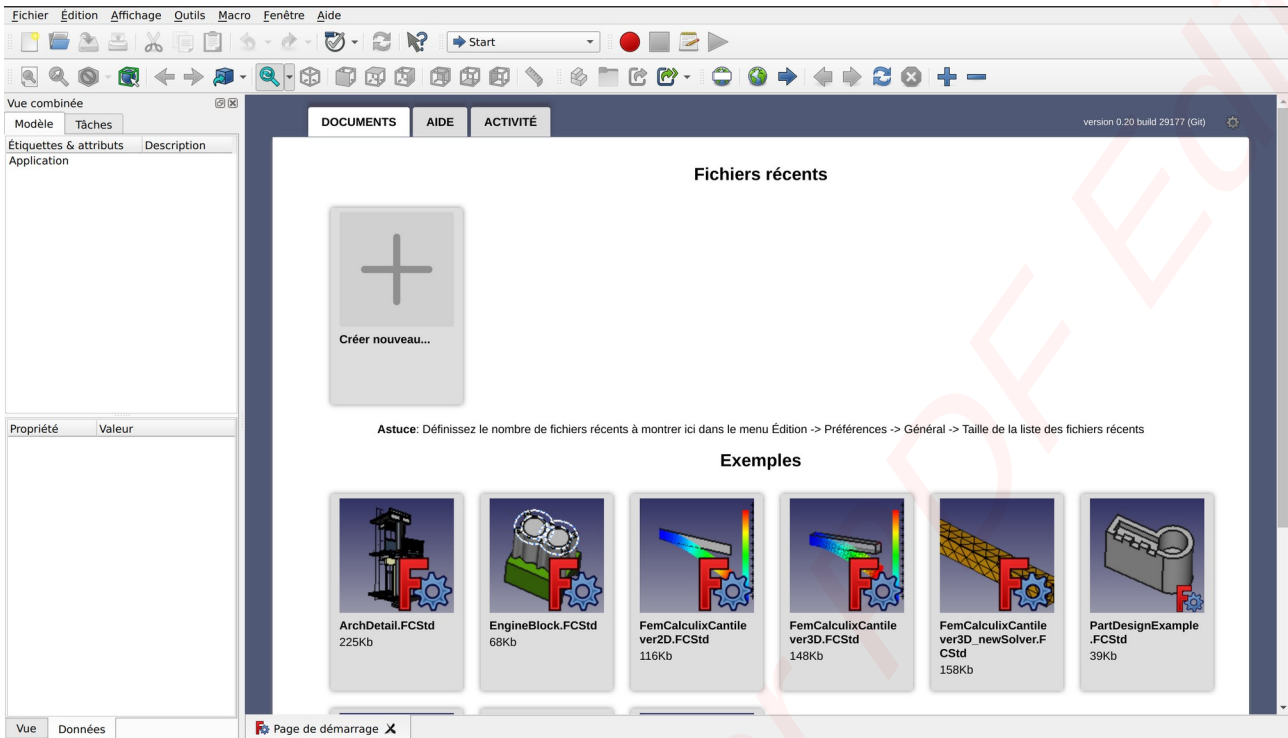 Fichier Édition Affichage Outils Macro Fenêtre Aide
Start
Vue combinée
Modèle Tâches
Étiquettes & attributs Description
Application
Propriété Valeur
Vue Données
DOCUMENTS AIDE ACTIVITÉ
version 0.20 build 29177 (Git)
Fichiers récents
Créer nouveau...
Astuce: Définissez le nombre de fichiers récents à montrer ici dans le menu Édition -> Préférences -> Général -> Taille de la liste des fichiers récents
Exemples
ArchDetail.FCStd
225Kb
EngineBlock.FCStd
68Kb
FemCalculixCantile
ver2D.FCStd
116Kb
FemCalculixCantile
ver3D.FCStd
148Kb
FemCalculixCantile
ver3D_newSolver.F
CStd
158Kb
PartDesignExample
.FCStd
39Kb
Page de démarrage
r PDF Edi